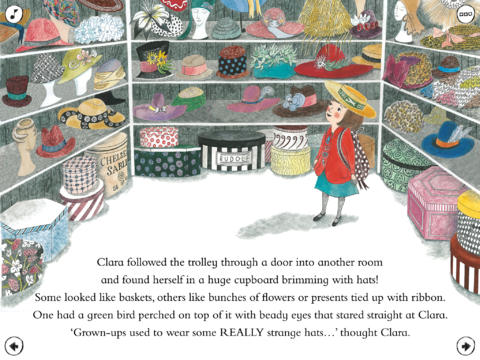 CHELSE
SABLE
DUDOU
Clara followed the trolley through a door into another room
and found herself in a huge cupboard brimming with hats!
Some looked like baskets, others like bunches of flowers or presents tied up with ribbon.
One had a green bird perched on top of it with beady eyes that stared straight at Clara.
‘Grown-ups used to wear some REALLY strange hats…’ thought Clara.